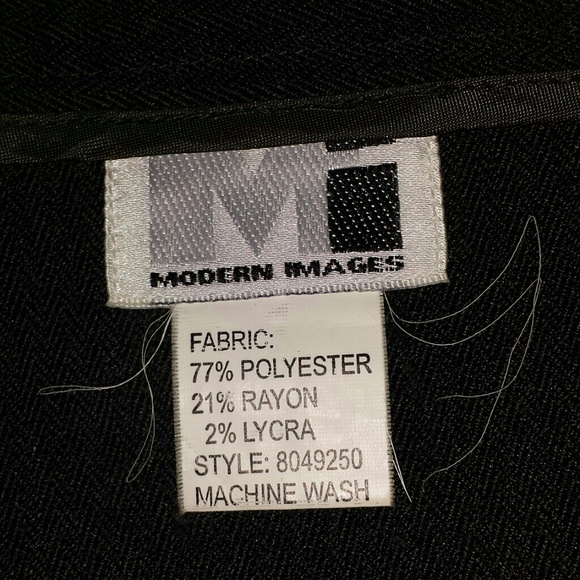 Mi
MODERN IMAGES
FABRIC:
77% POLYESTER
21% RAYON
2% LYCRA
STYLE: 8049250
MACHINE WASH